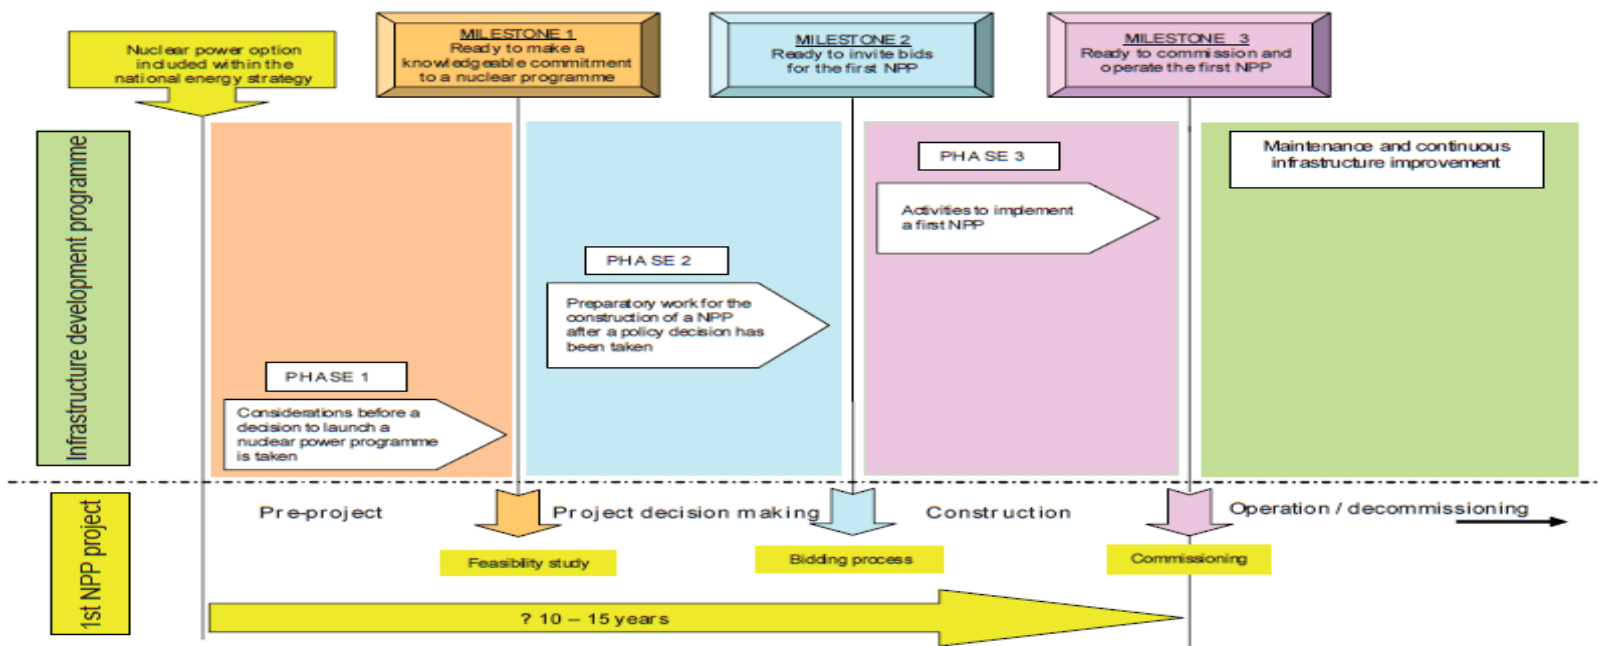 Nuclear power option
included within the
national energy strategy
MILESTONE 1
Ready to make a
knowledgeable commitment
to a nuclear programme
MILESTONE 2
Ready to invite bids
for the first NPP
MILESTONE 3
Ready to commission and
operate the first NPP
Infrastructure development programme
PHASE 1
Considerations before a
decision to launch a
nuclear power programme
is taken
PHASE 2
Preparatory work for the
construction of a NPP
after a policy decision has
been taken
PHASE 3
Activities to implement
a first NPP
Maintenance and continuous
infrastructure improvement
1st NPP project
Pre-project
Project decision making
Construction
Operation / decommissioning
Feasibility study
Bidding process
Commissioning
? 10 – 15 years